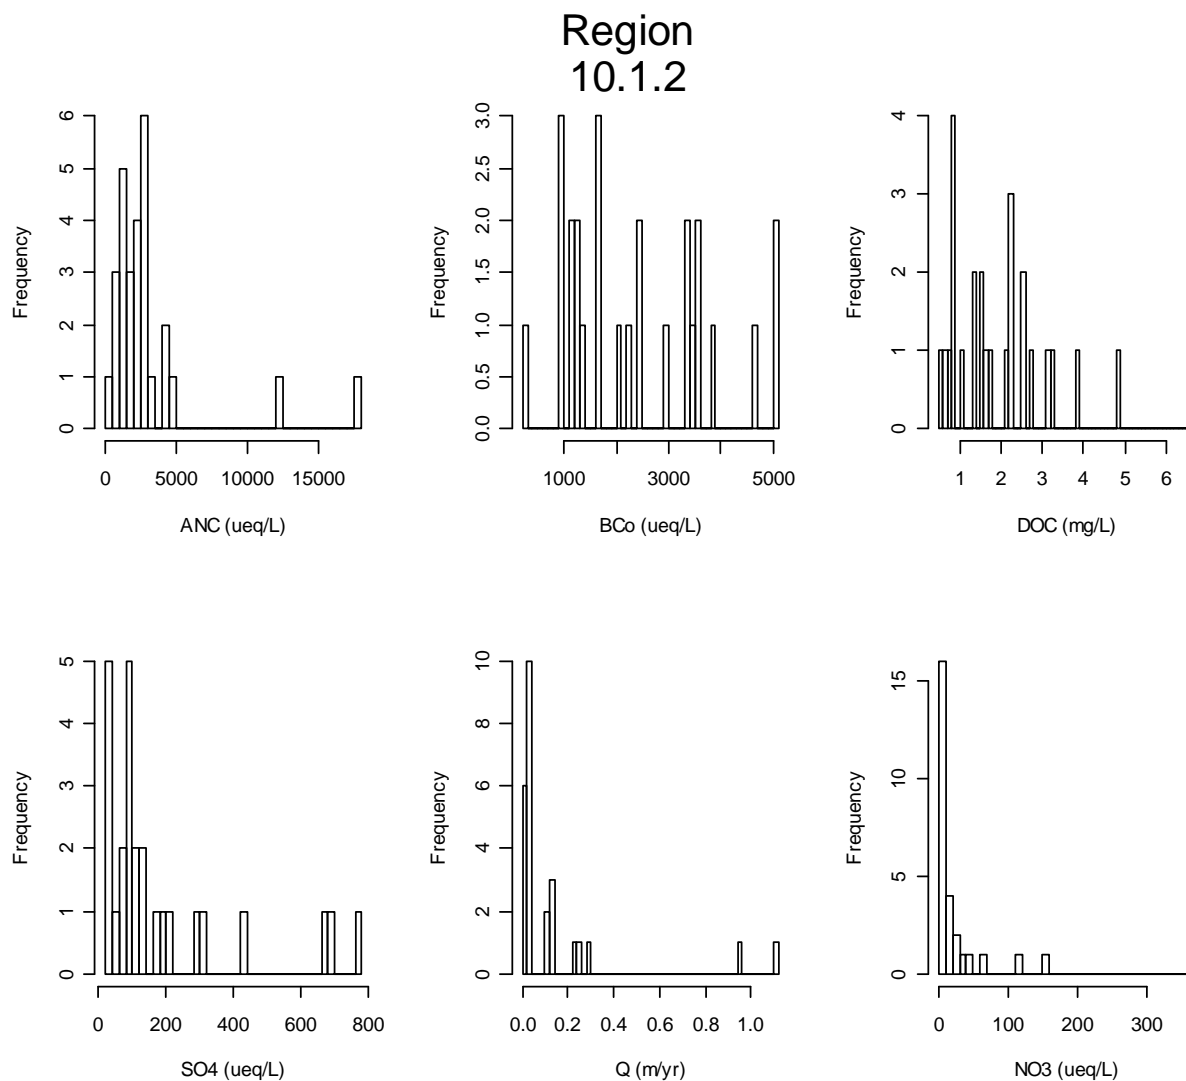 Region
10.1.2
6
5
4
3
2
1
0
Frequency
0 5000 10000 15000
ANC (ueq/L)
3.0
2.5
2.0
1.5
1.0
0.5
0.0
Frequency
1000 3000 5000
BCo (ueq/L)
4
3
2
1
0
Frequency
1 2 3 4 5 6
DOC (mg/L)
5
4
3
2
1
0
Frequency
0 200 400 600 800
SO4 (ueq/L)
10
8
6
4
2
0
Frequency
0.0 0.2 0.4 0.6 0.8 1.0
Q (m/yr)
15
10
5
0
Frequency
0 100 200 300
NO3 (ueq/L)